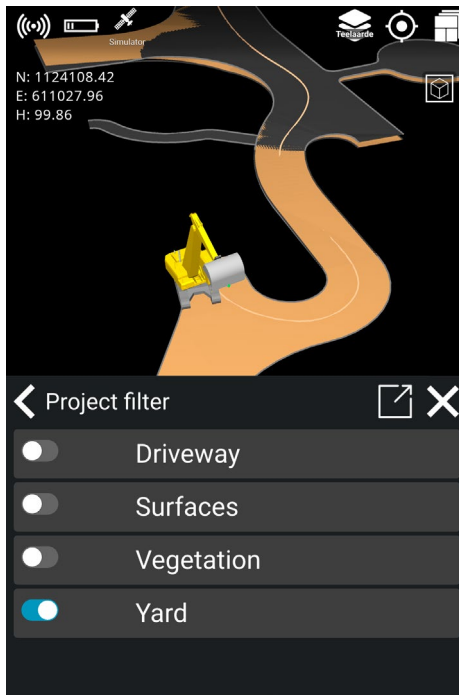 Simulator
Teelaarde
N: 1124108.42
E: 611027.96
H: 99.86
Project filter
Driveway
Surfaces
Vegetation
Yard